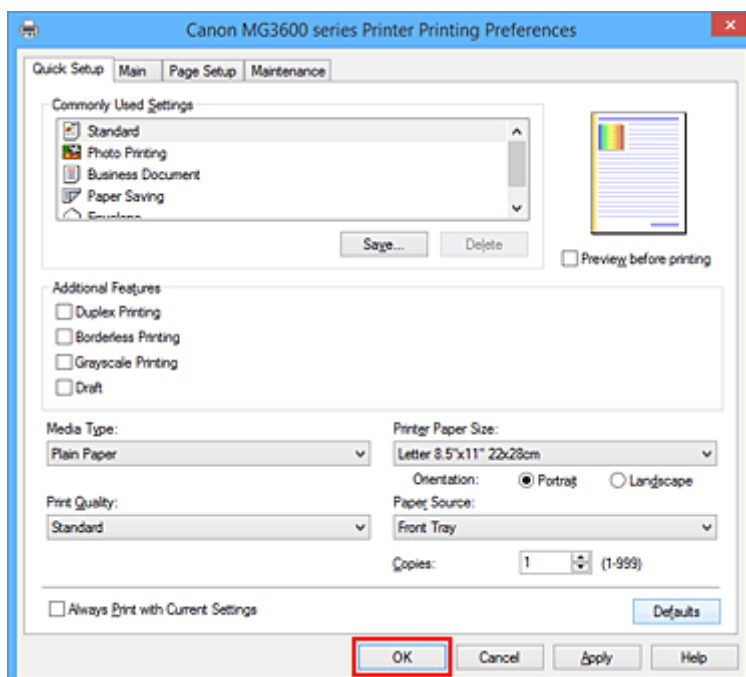 Canon MG3600 series Printer Printing Preferences
Quick Setup Main Page Setup Maintenance
Commonly Used Settings
Standard
Photo Printing
Business Document
Paper Saving
Envelope
Save... Delete
Preview before printing
Additional Features
Duplex Printing
Borderless Printing
Grayscale Printing
Draft
Media Type:
Plain Paper
Printer Paper Size:
Letter 8.5"x11" 22x28cm
Orientation: Portrait Landscape
Print Quality:
Standard
Paper Source:
Front Tray
Copies: 1 (1-999)
Always Print with Current Settings
Defaults
OK Cancel Apply Help